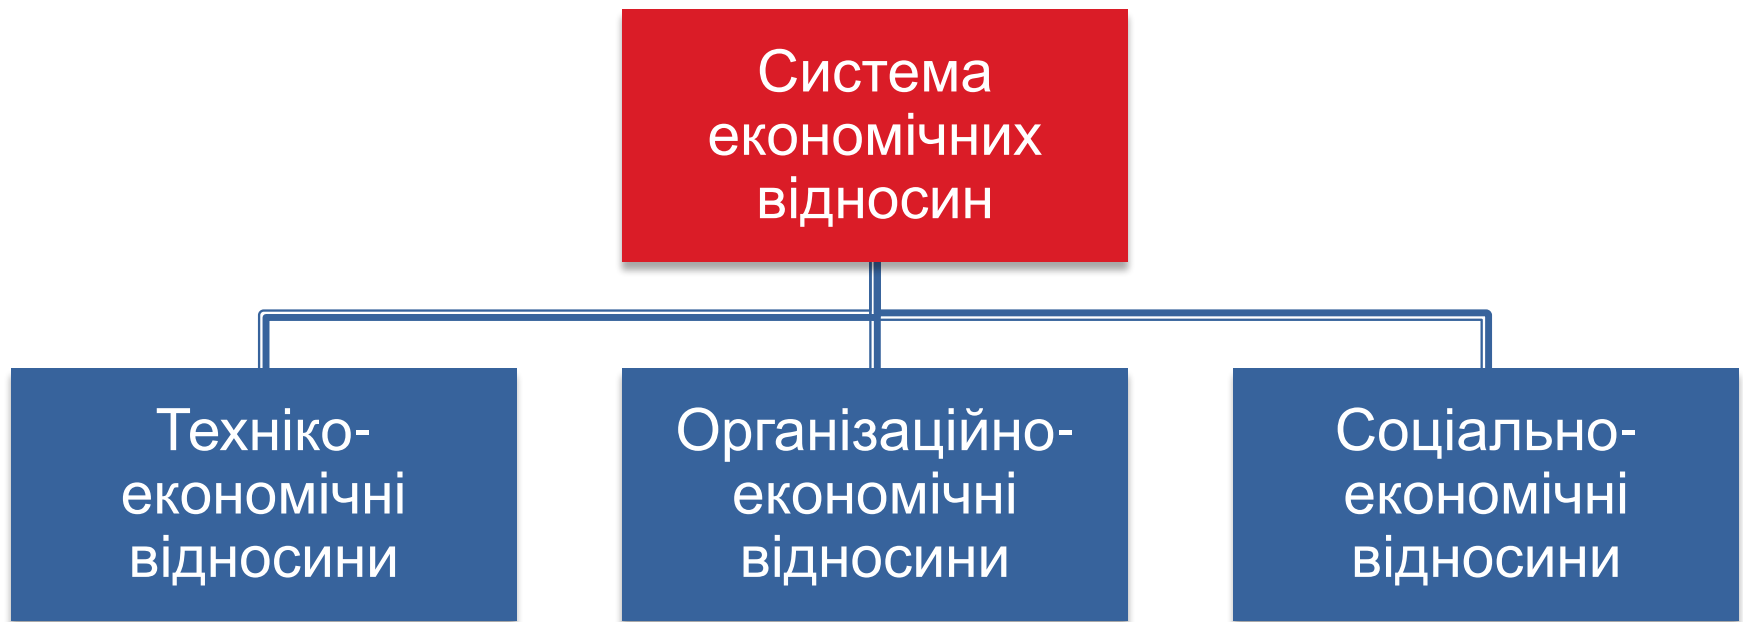 Система
економічних
відносин
Техніко-
економічні
відносини
Організаційно-
економічні
відносини
Соціально-
економічні
відносини